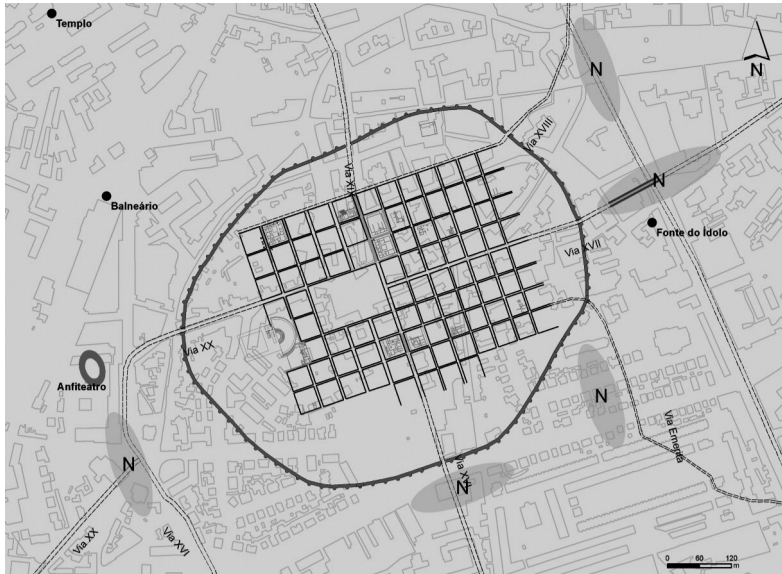 Templo
N
N
Via XVIII
Via XIX
N
Balneário
Fonte do Ídolo
Via XVII
Via XX
Anfiteatro
N
Via Emerita
N
Via
N
Via XX
Via XVI
0 60 120
m